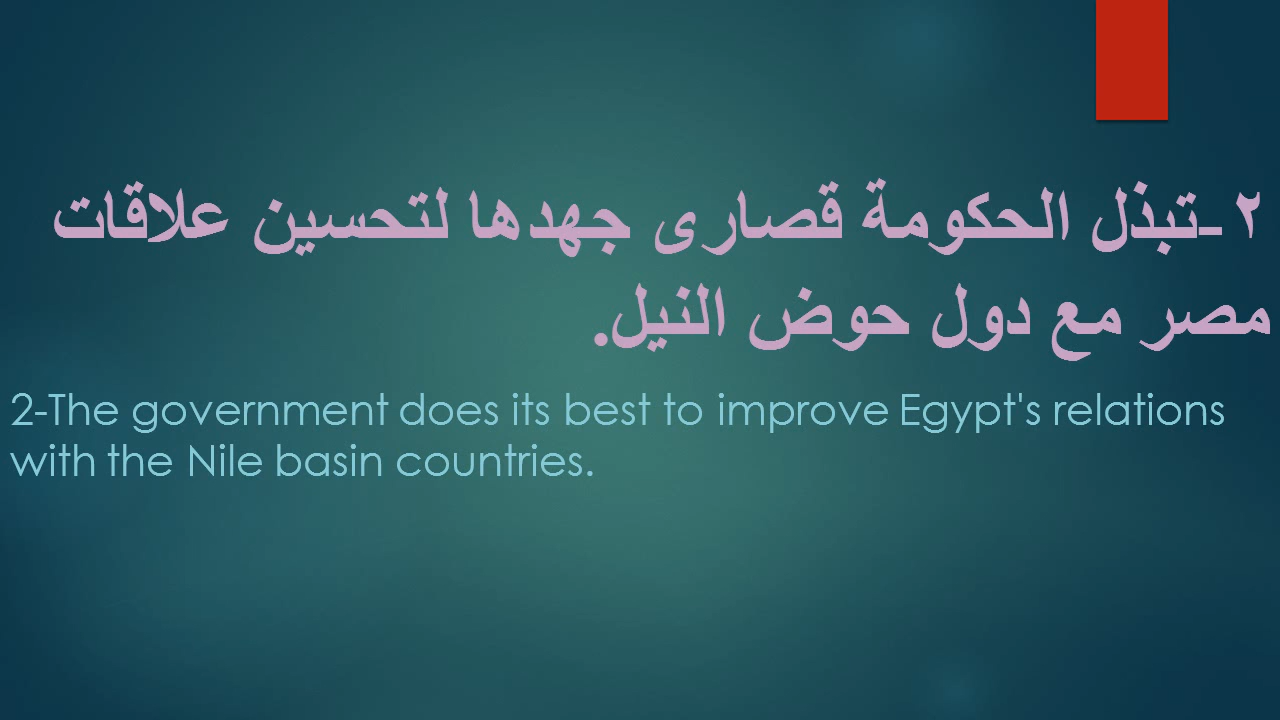 ٢-تبذل الحكومة قصارى جهدها لتحسين علاقات
مصر مع دول حوض النيل.
2-The government does its best to improve Egypt's relations
with the Nile basin countries.